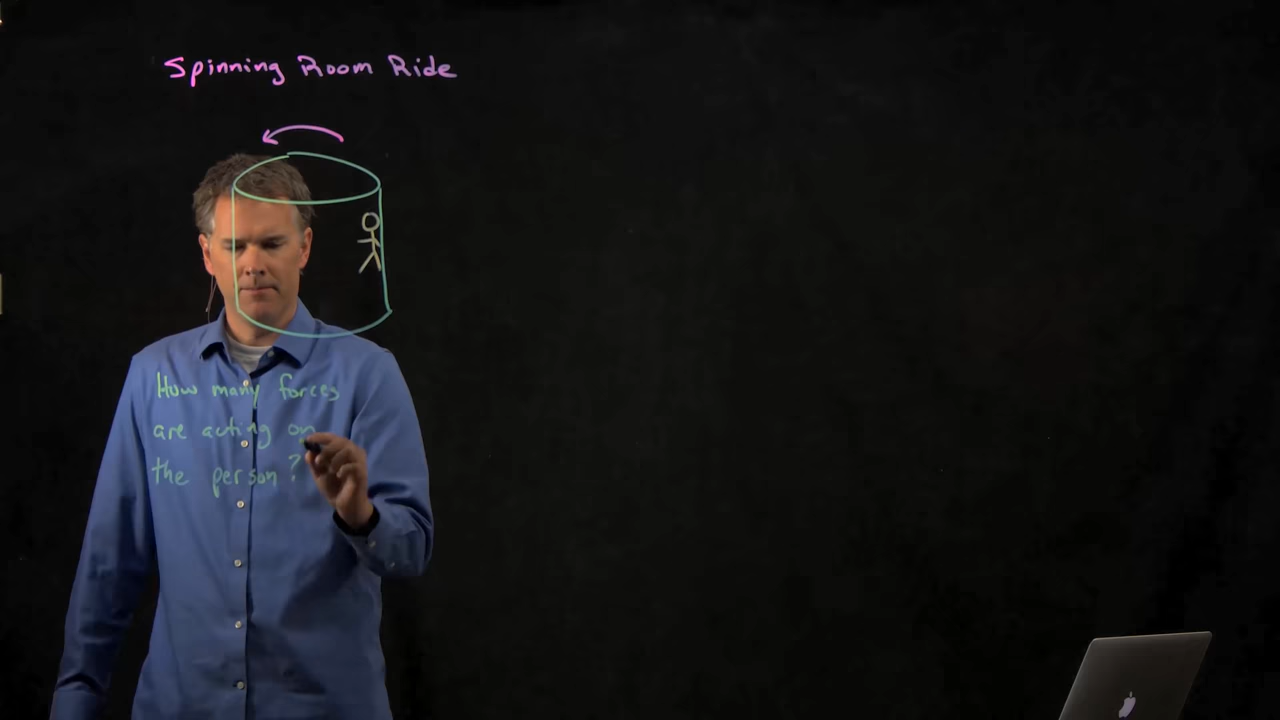 Spinning Room Ride
How many forces
are acting on
the person?